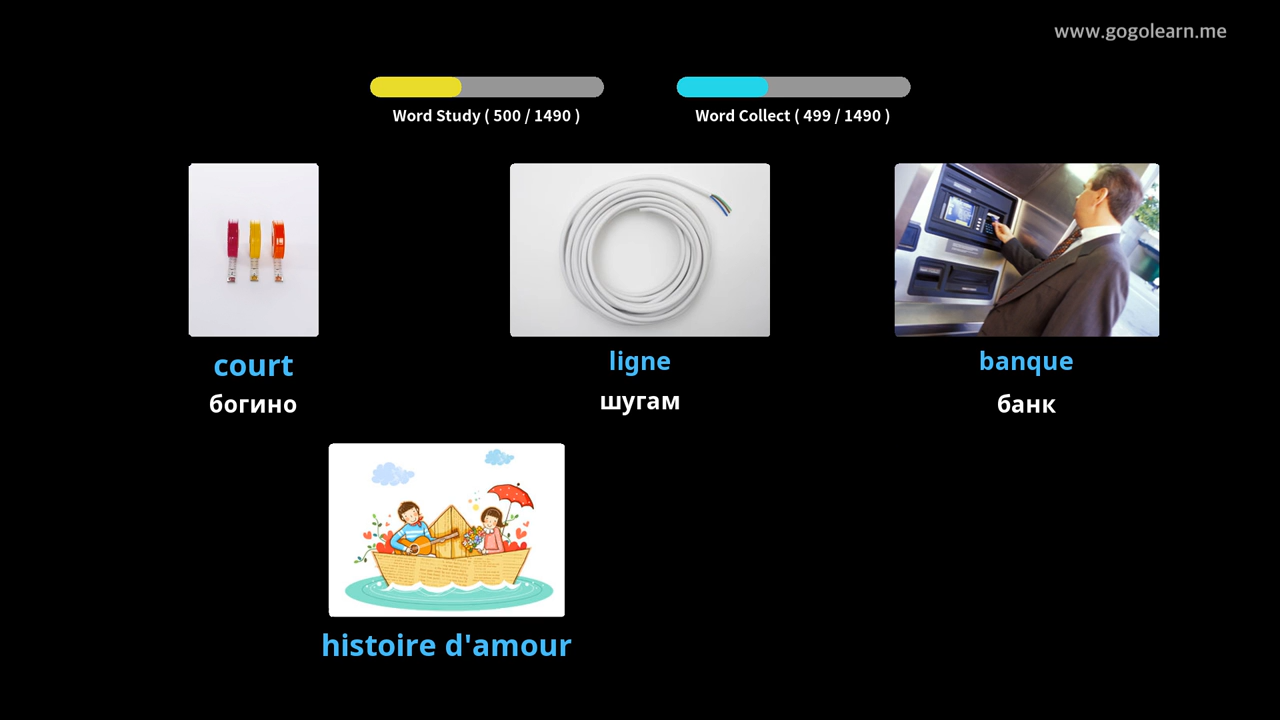 www.gogolearn.me
Word Study ( 500 / 1490 )
Word Collect ( 499 / 1490 )
court
богино
ligne
шугам
banque
банк
histoire d'amour